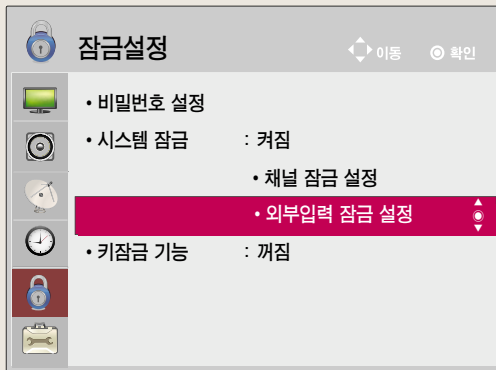 잠금설정
이동 확인
• 비밀번호 설정
• 시스템 잠금 : 켜짐
• 채널 잠금 설정
• 외부입력 잠금 설정
• 키잠금 기능 : 꺼짐